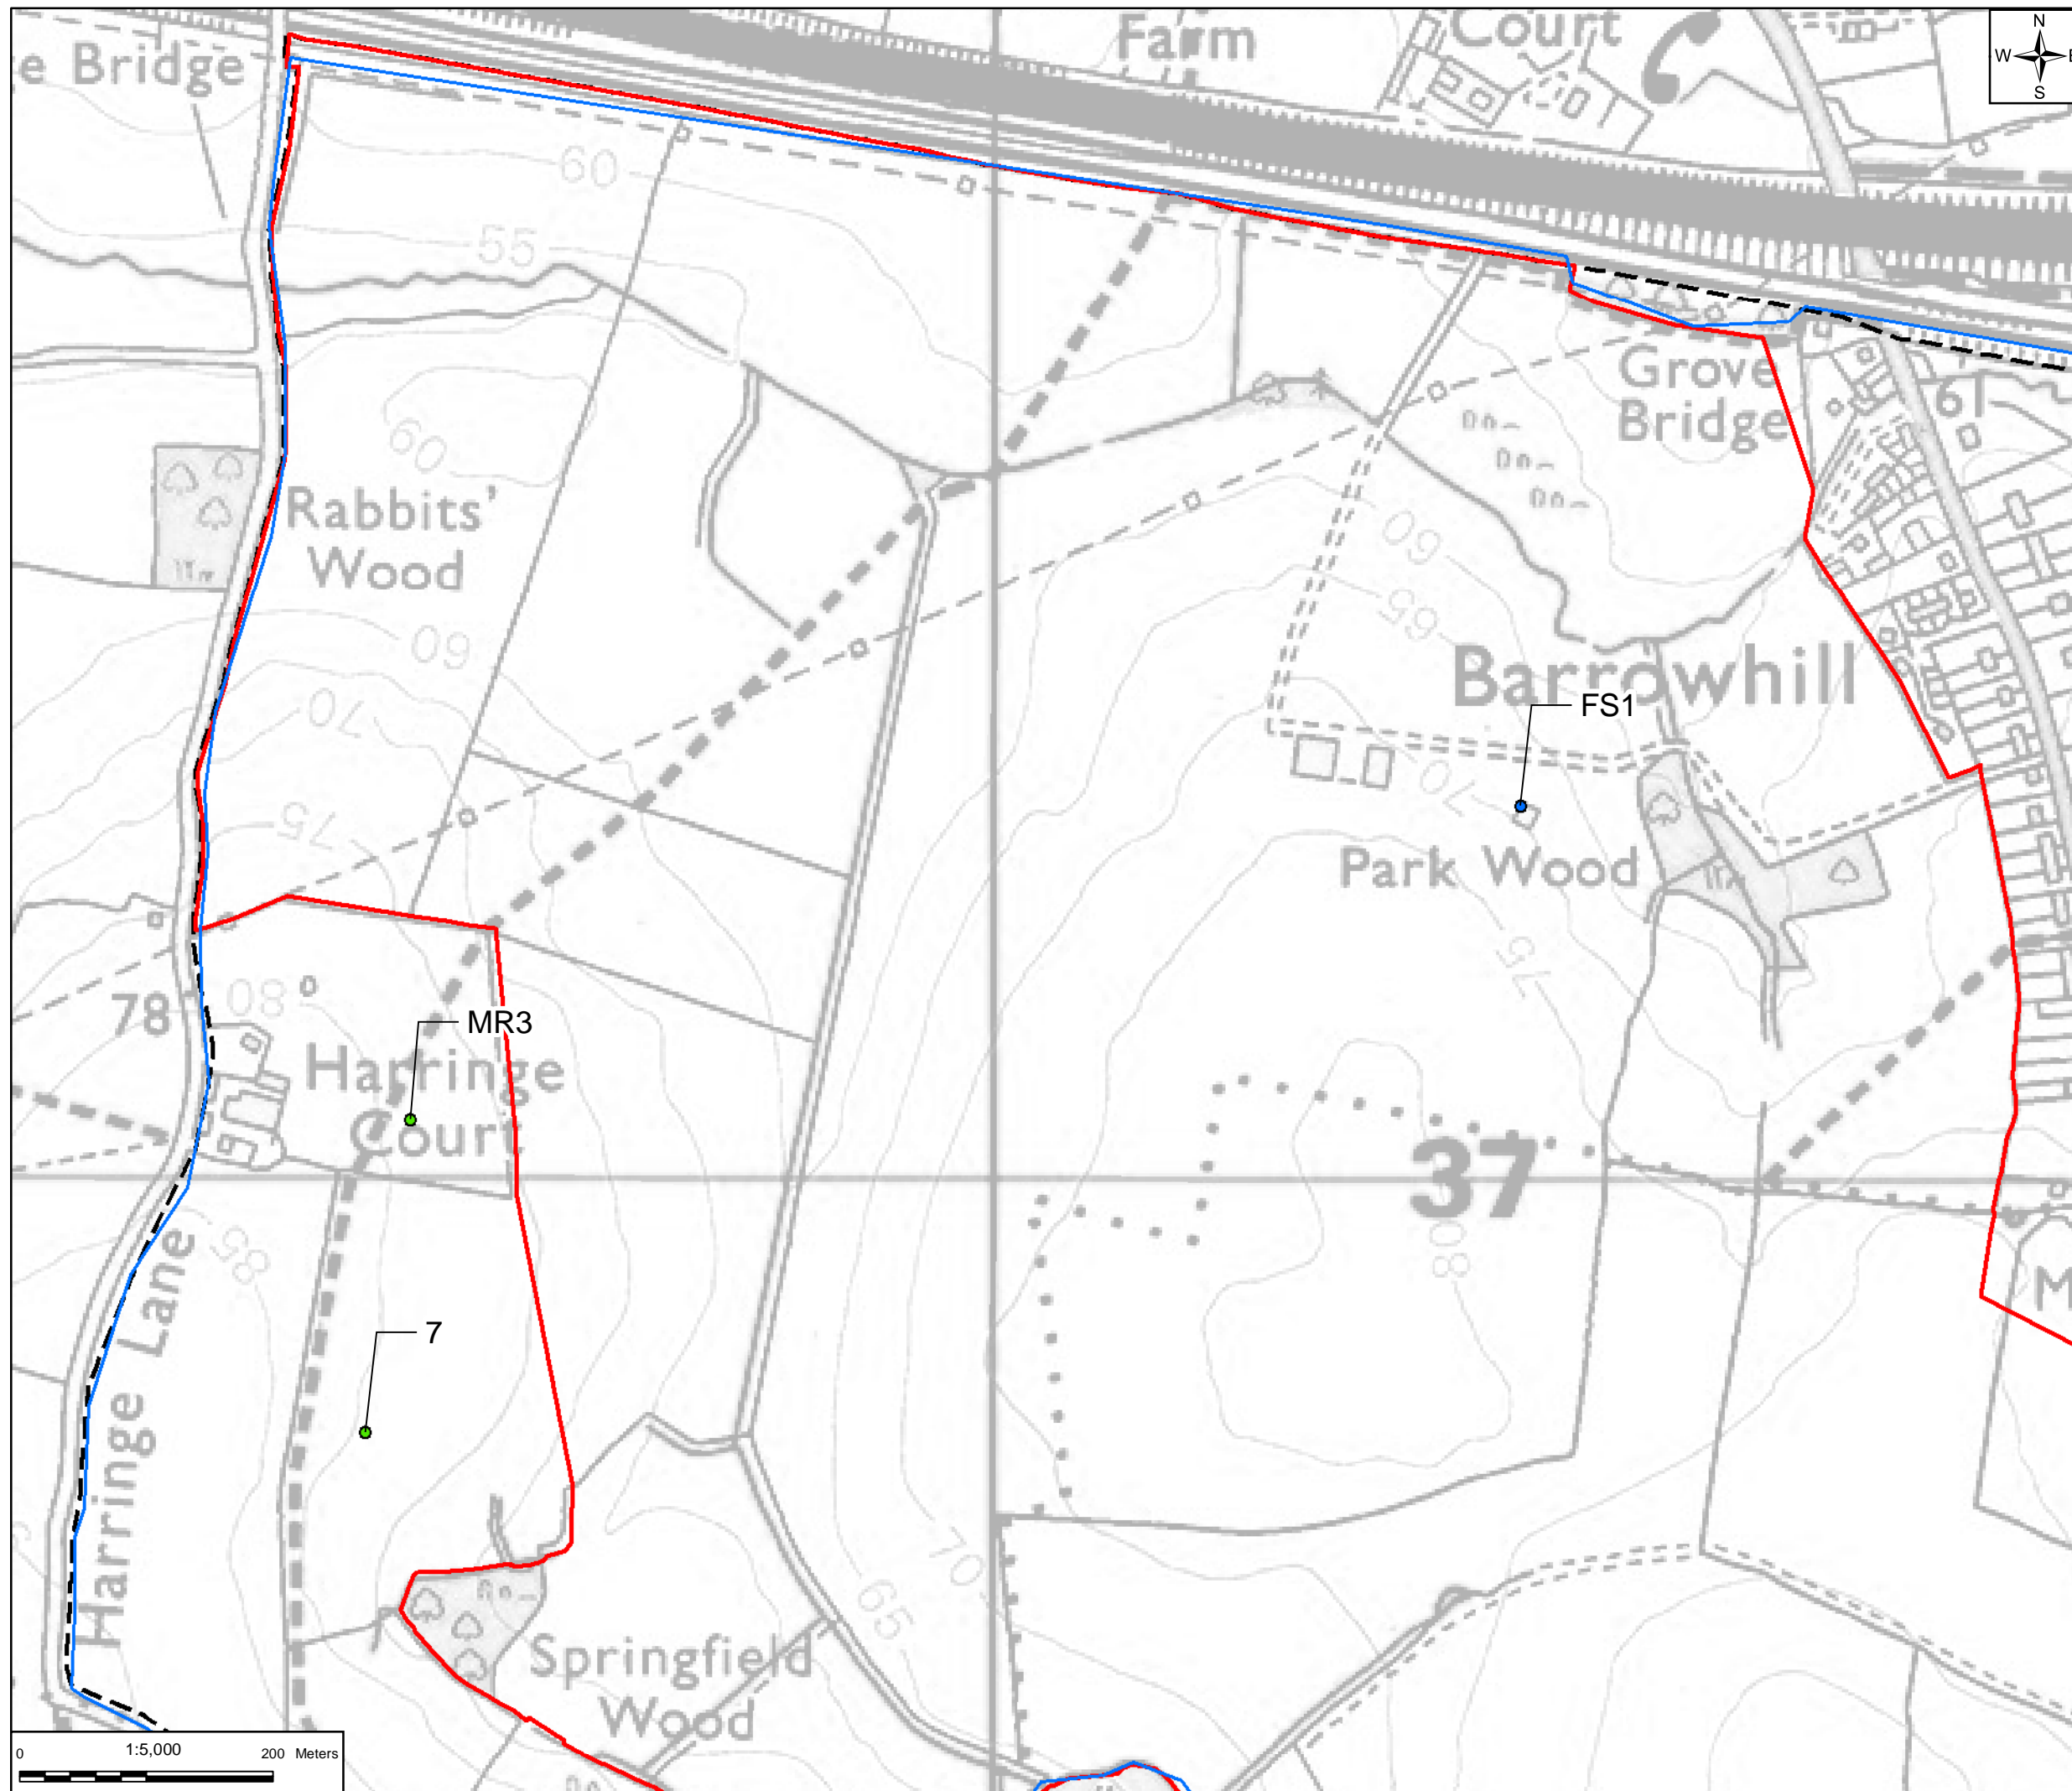 Farm
Court
N
W
E
S
e Bridge
60
55
Grove
Bridge
61
60
Rabbits'
Wood
60
65
60
Barrowhill
FS1
70
70
75
Park Wood
75
78
80
MR3
Harringe
Court
37
80
85
Harringe Lane
M
7
70
65
Springfield
Wood
0
1:5,000
200 Meters